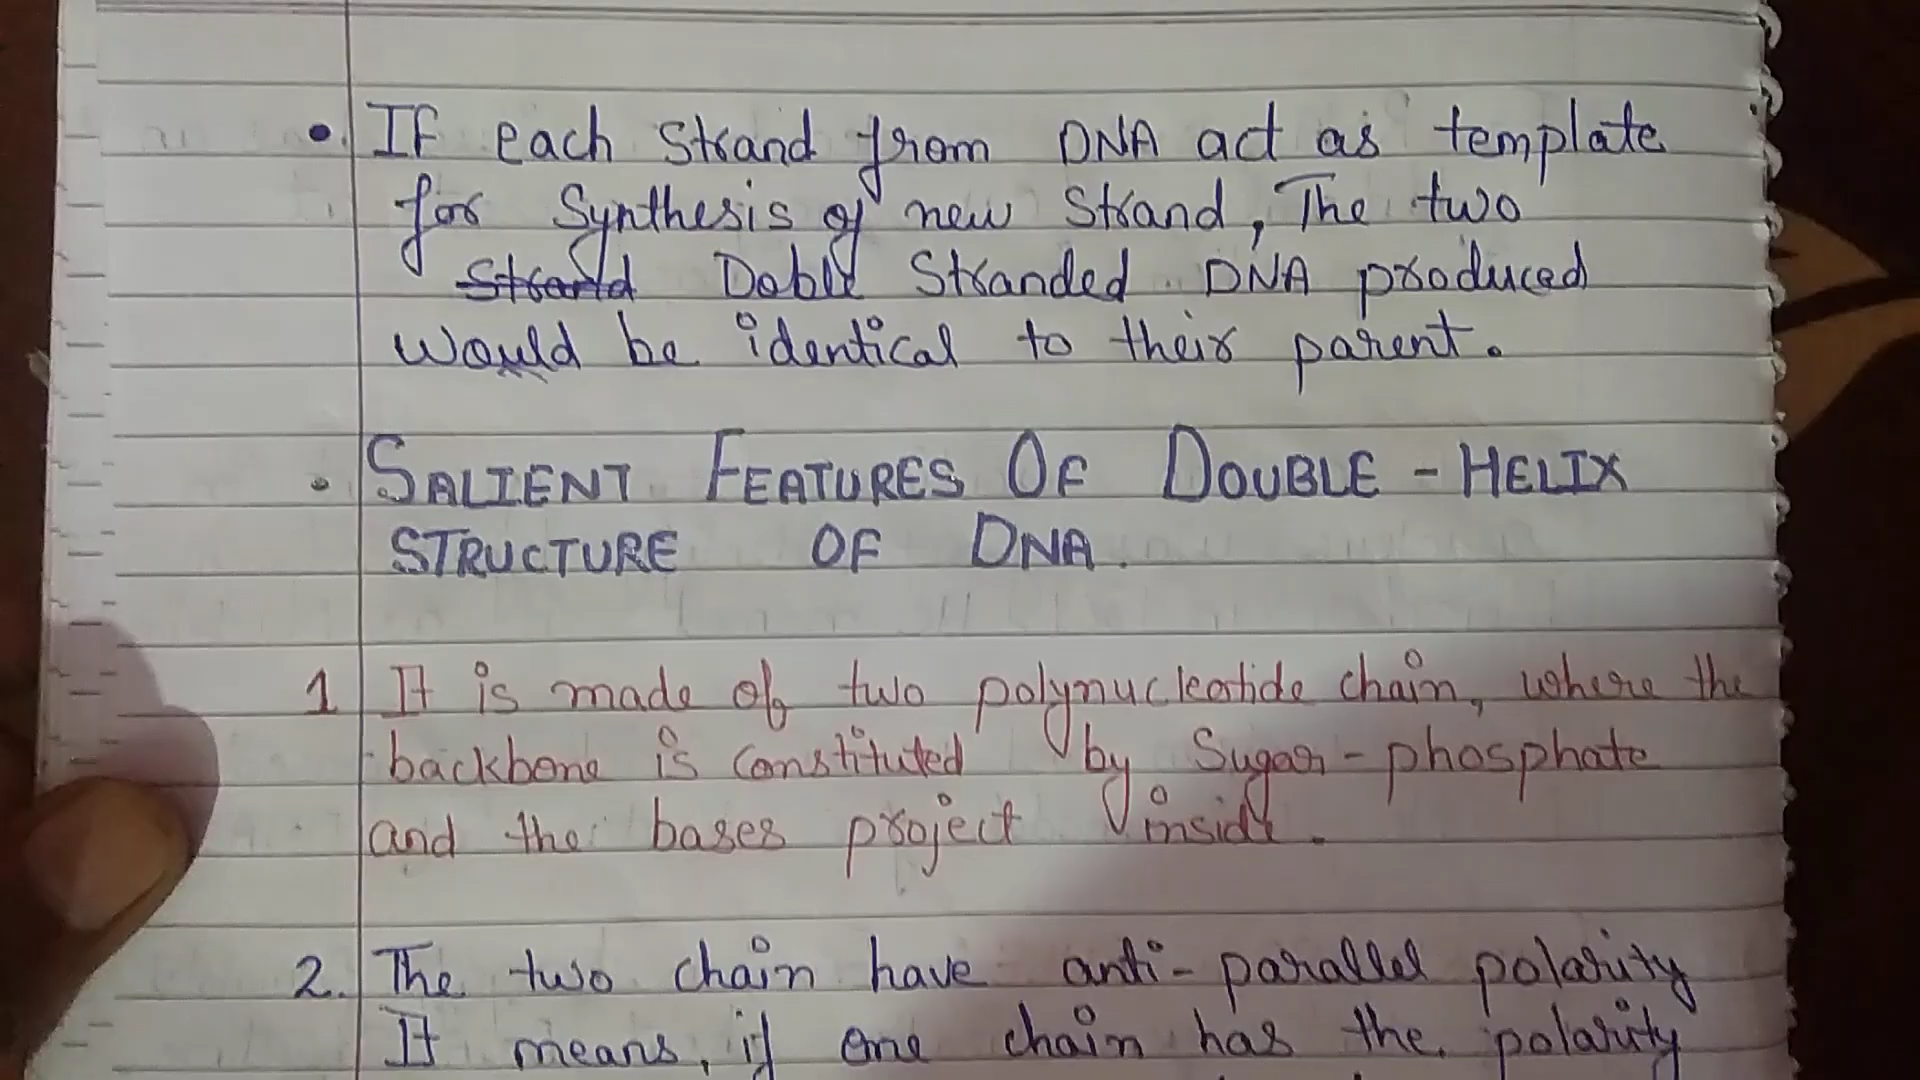 • If each strand from DNA act as template
for Synthesis of new strand, The two
~~Strand~~ Doble Stranded DNA produced
would be identical to their parent.
• SALIENT FEATURES OF DOUBLE - HELIX
STRUCTURE OF DNA.
1 It is made of two polynucleotide chain, where the
backbone is constituted by Sugar - phosphate
and the bases project inside.
2. The two chain have anti - parallel polarity
It means, if one chain has the polarity